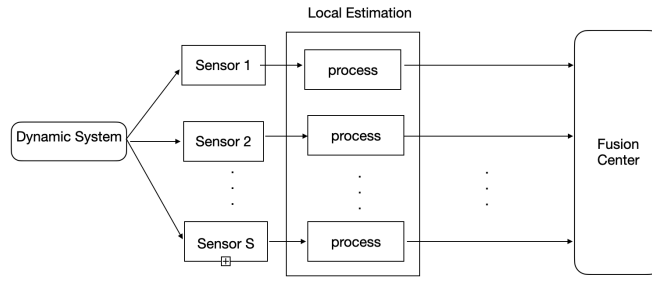 Local Estimation
Sensor 1
process
Dynamic System
Sensor 2
process
Fusion
Center
Sensor S
process